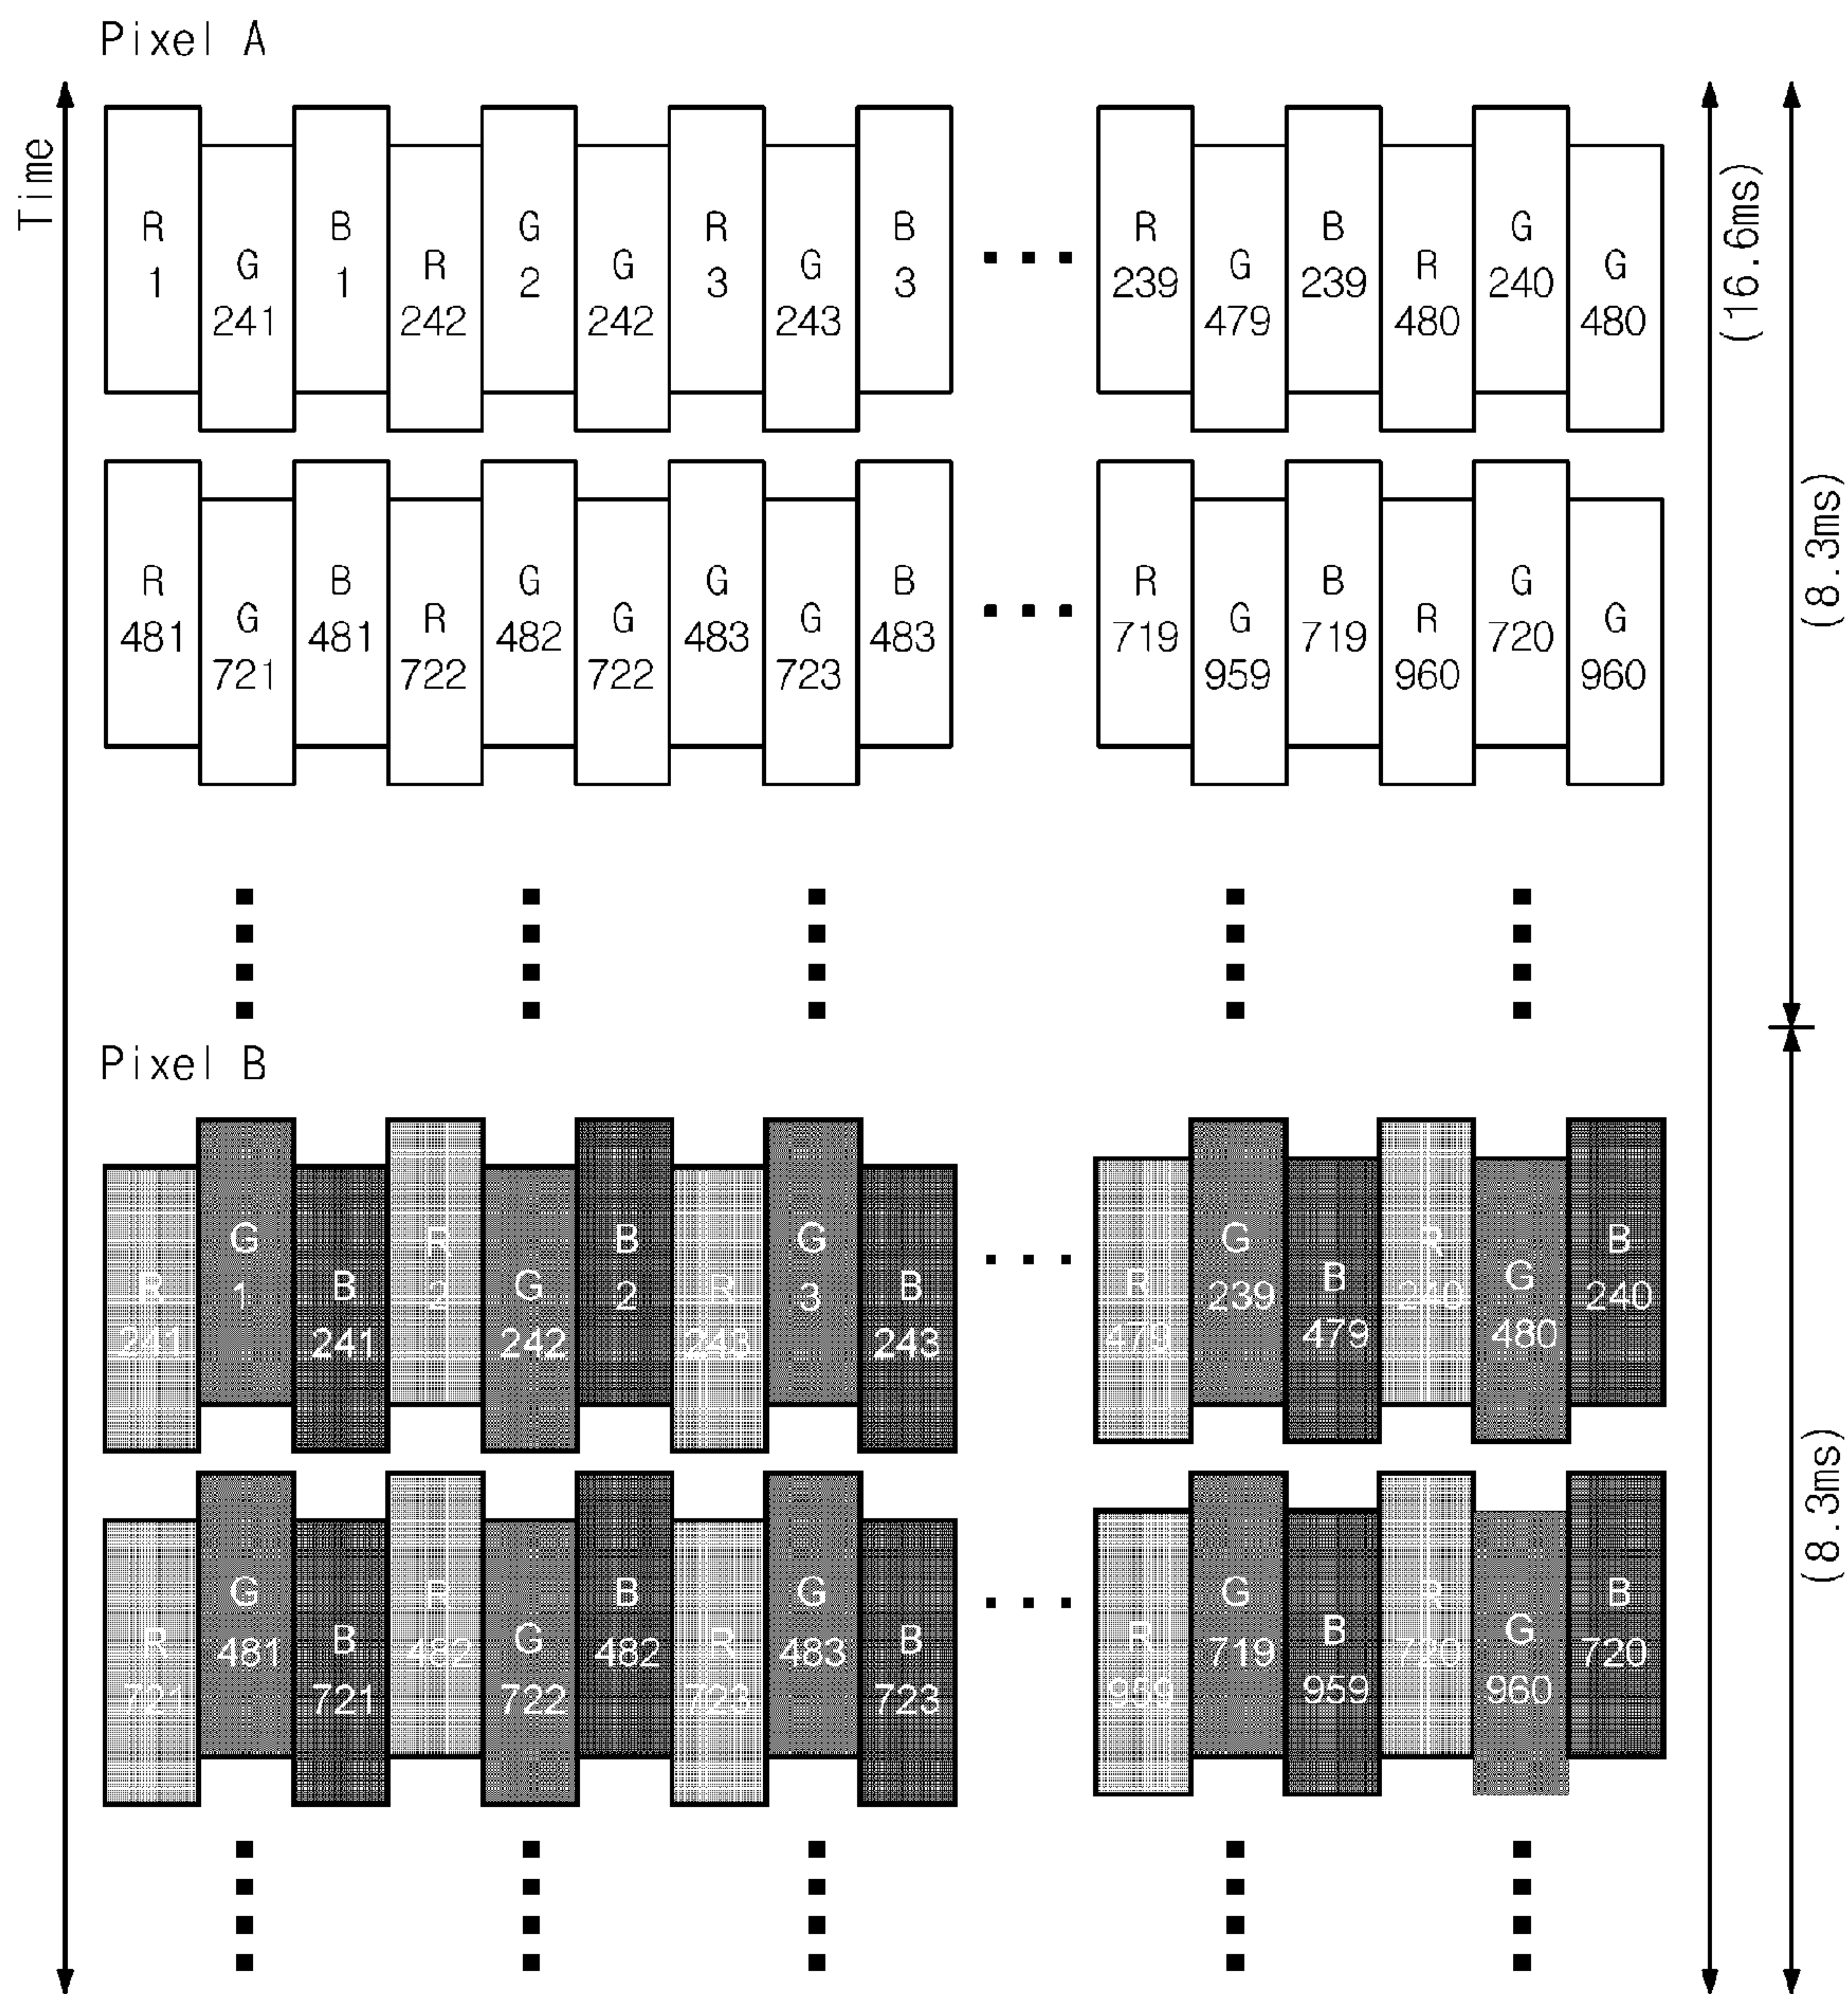 Pixel A
Time
R G B R G G R G B R G B R G G
1 241 1 242 2 242 3 243 3 239 479 239 480 240 480
R G B R G G G G B R G B R G G
481 721 481 722 482 722 483 723 483 719 959 719 960 720 960
(16.6ms)
(8.3ms)
Pixel B
R G B R G B R G B R G B R G B
241 1 241 2 242 2 243 3 243 479 239 479 240 480 240
R G B R G B R G B R G B R G B
721 481 721 482 722 482 723 483 723 959 719 959 720 960 720
(8.3ms)